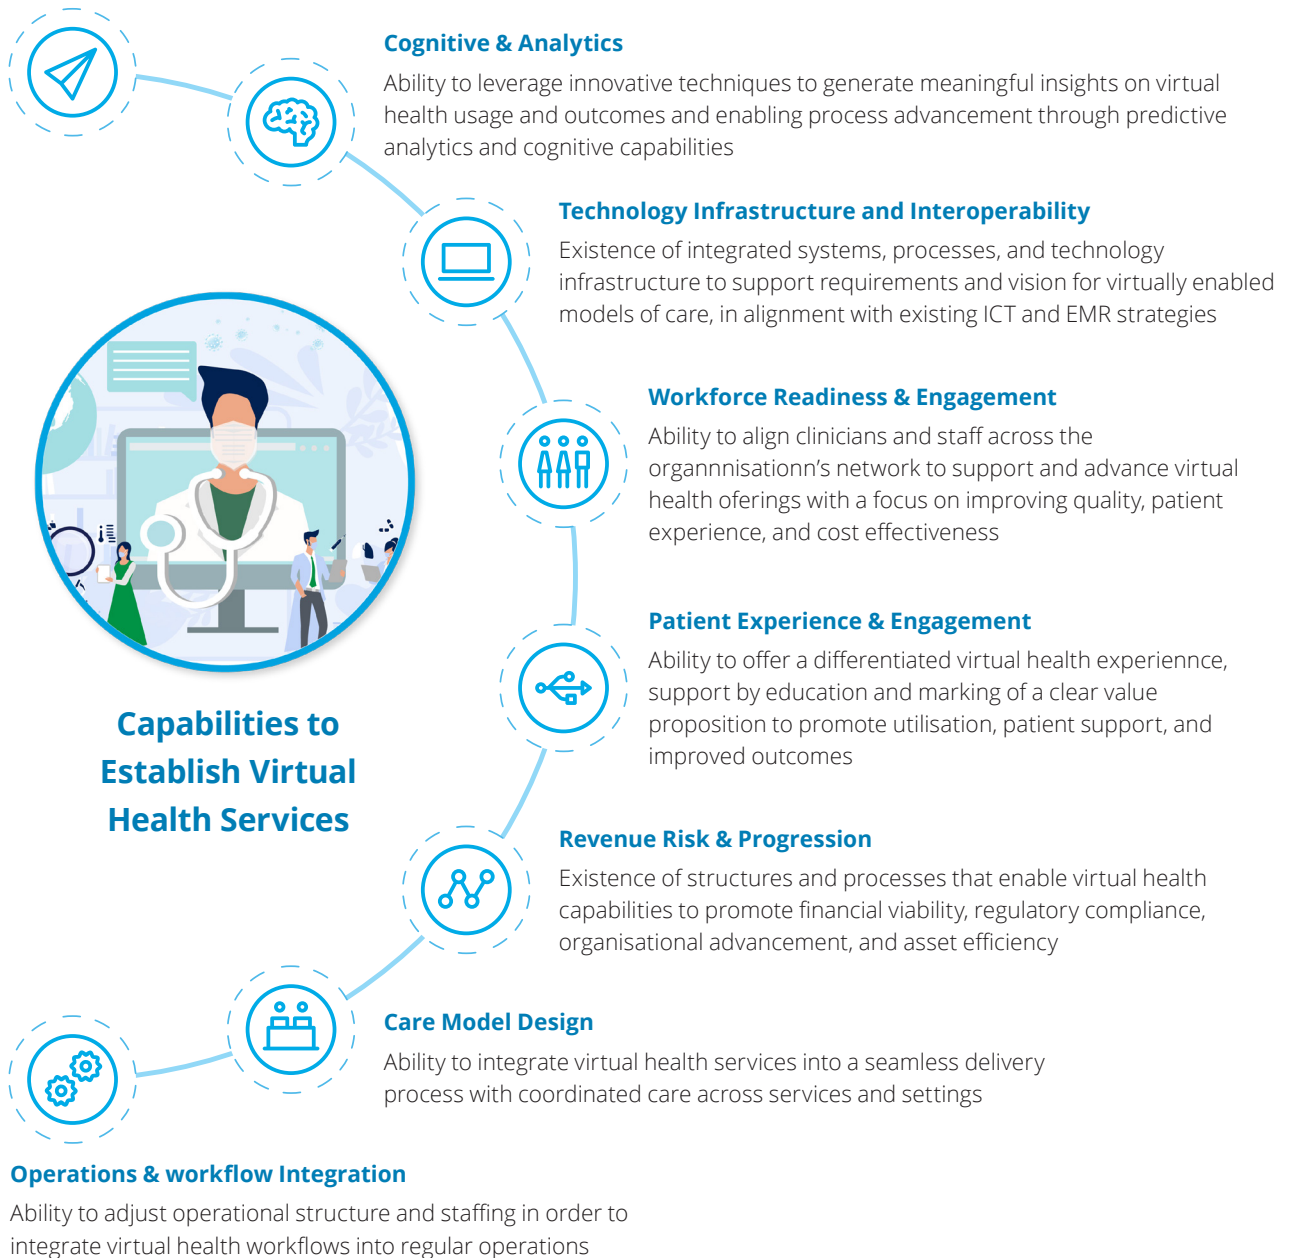 Cognitive & Analytics
Ability to leverage innovative techniques to generate meaningful insights on virtual
health usage and outcomes and enabling process advancement through predictive
analytics and cognitive capabilities
Technology Infrastructure and Interoperability
Existence of integrated systems, processes, and technology
infrastructure to support requirements and vision for virtually enabled
models of care, in alignment with existing ICT and EMR strategies
Workforce Readiness & Engagement
Ability to align clinicians and staff across the
organnnisationn's network to support and advance virtual
health oferings with a focus on improving quality, patient
experience, and cost effectiveness
Patient Experience & Engagement
Ability to offer a differentiated virtual health experiennce,
support by education and marking of a clear value
proposition to promote utilisation, patient support, and
improved outcomes
Capabilities to
Establish Virtual
Health Services
Revenue Risk & Progression
Existence of structures and processes that enable virtual health
capabilities to promote financial viability, regulatory compliance,
organisational advancement, and asset efficiency
Care Model Design
Ability to integrate virtual health services into a seamless delivery
process with coordinated care across services and settings
Operations & workflow Integration
Ability to adjust operational structure and staffing in order to
integrate virtual health workflows into regular operations